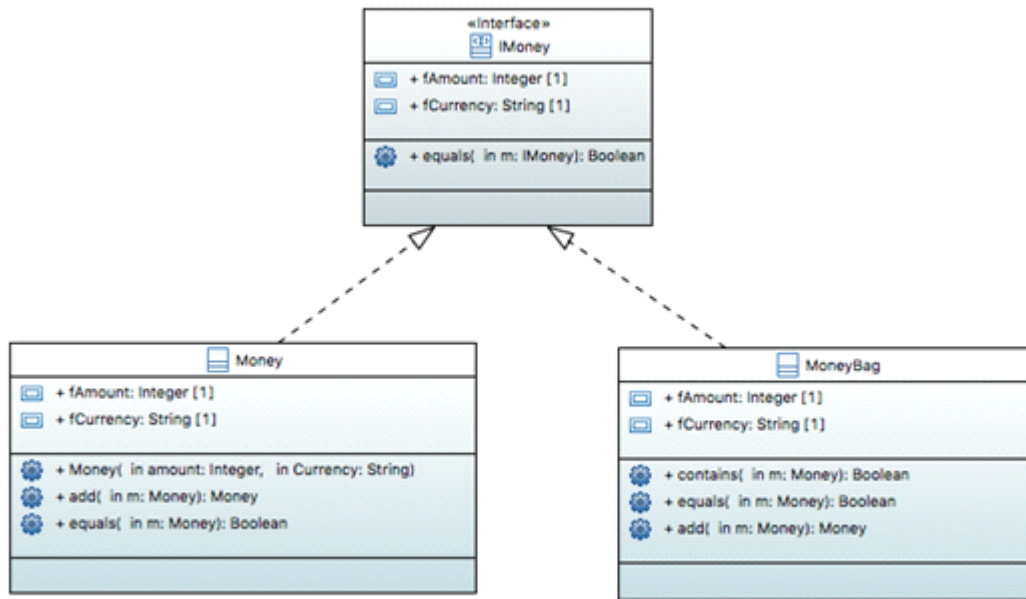 «Interface»
IMoney
+ fAmount: Integer [1]
+ fCurrency: String [1]
+ equals( in m: IMoney): Boolean
Money
+ fAmount: Integer [1]
+ fCurrency: String [1]
+ Money( in amount: Integer, in Currency: String)
+ add( in m: Money): Money
+ equals( in m: Money): Boolean
MoneyBag
+ fAmount: Integer [1]
+ fCurrency: String [1]
+ contains( in m: Money): Boolean
+ equals( in m: Money): Boolean
+ add( in m: Money): Money